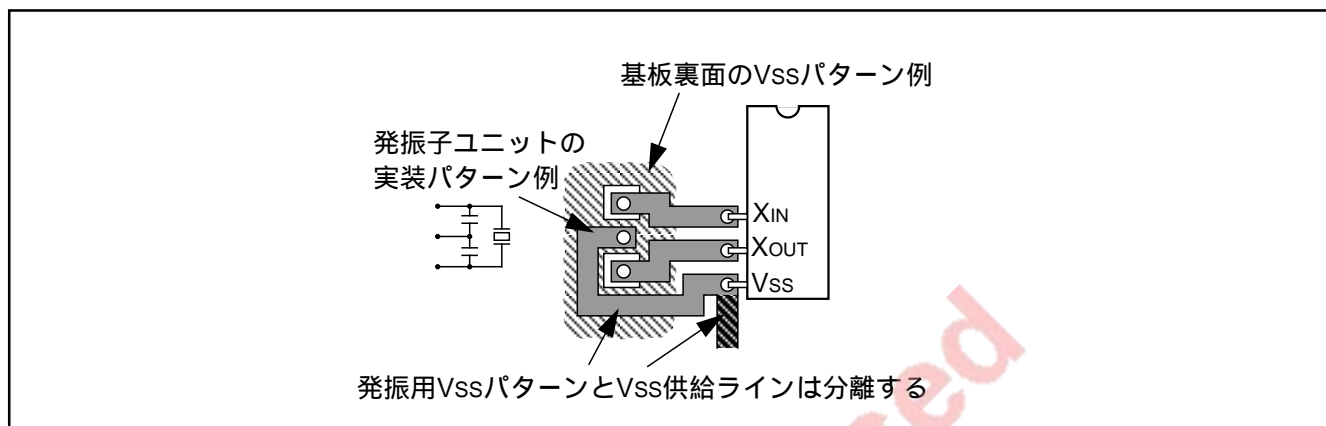 基板裏面のVssパターン例
発振子ユニットの
実装パターン例
XIN
XOUT
Vss
発振用VssパターンとVss供給ラインは分離する